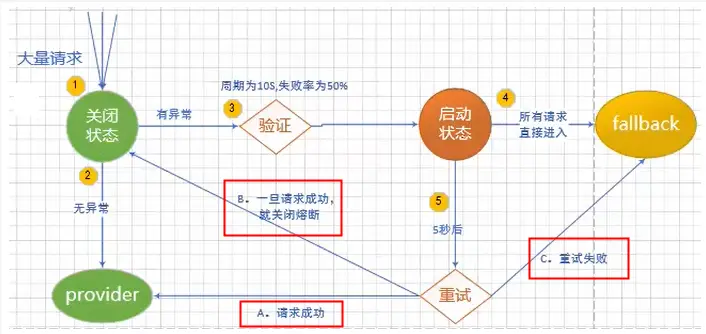 大量请求
1
周期为10S,失败率为50%
关闭
状态
有异常
3
验证
启动
状态
4
所有请求
直接进入
fallback
2
无异常
B. 一旦请求成功,
就关闭熔断
5
5秒后
C. 重试失败
provider
A. 请求成功
重试